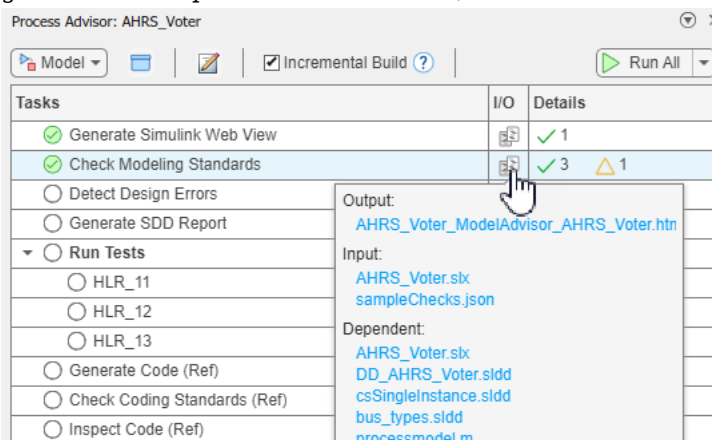 Process Advisor: AHRS_Voter
Model
Incremental Build ?
Run All
Tasks I/O Details
Generate Simulink Web View 1
Check Modeling Standards 3 1
Detect Design Errors
Generate SDD Report
Run Tests
HLR_11
HLR_12
HLR_13
Generate Code (Ref)
Check Coding Standards (Ref)
Inspect Code (Ref)
Output:
AHRS_Voter_ModelAdvisor_AHRS_Voter.htm
Input:
AHRS_Voter.slx
sampleChecks.json
Dependent:
AHRS_Voter.slx
DD_AHRS_Voter.sldd
csSingleInstance.sldd
bus_types.sldd
processmodel.m